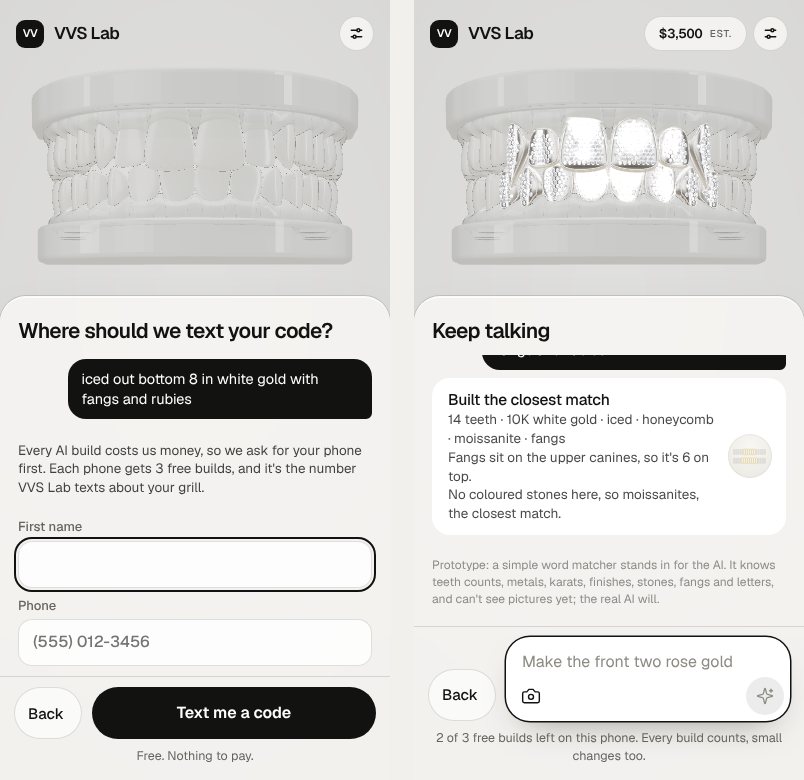 VV VVS Lab
Where should we text your code?
iced out bottom 8 in white gold with
fangs and rubies
Every AI build costs us money, so we ask for your phone
first. Each phone gets 3 free builds, and it's the number
VVS Lab texts about your grill.
First name
Phone
(555) 012-3456
Back
Text me a code
Free. Nothing to pay.
VV VVS Lab
$3,500 EST.
Keep talking
Built the closest match
14 teeth · 10K white gold · iced · honeycomb
· moissanite · fangs
Fangs sit on the upper canines, so it's 6 on
top.
No coloured stones here, so moissanites,
the closest match.
Prototype: a simple word matcher stands in for the AI. It knows
teeth counts, metals, karats, finishes, stones, fangs and letters,
and can't see pictures yet; the real AI will.
Make the front two rose gold
Back
2 of 3 free builds left on this phone. Every build counts, small
changes too.